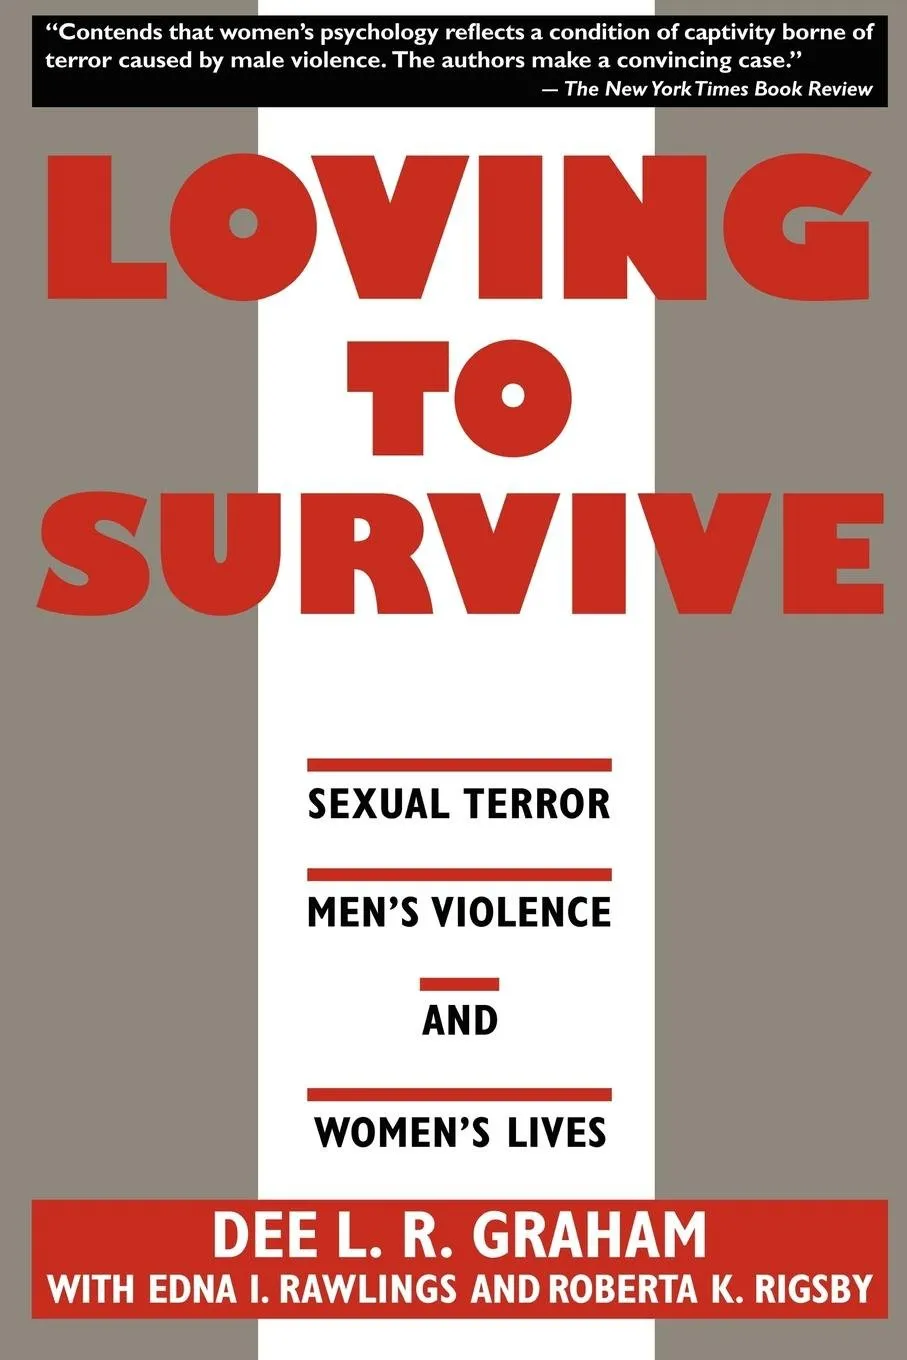 “Contends that women’s psychology reflects a condition of captivity borne of
terror caused by male violence. The authors make a convincing case.”
— The New York Times Book Review
LOVING
TO
SURVIVE
SEXUAL TERROR
MEN’S VIOLENCE
AND
WOMEN’S LIVES
DEE L. R. GRAHAM
WITH EDNA I. RAWLINGS AND ROBERTA K. RIGSBY